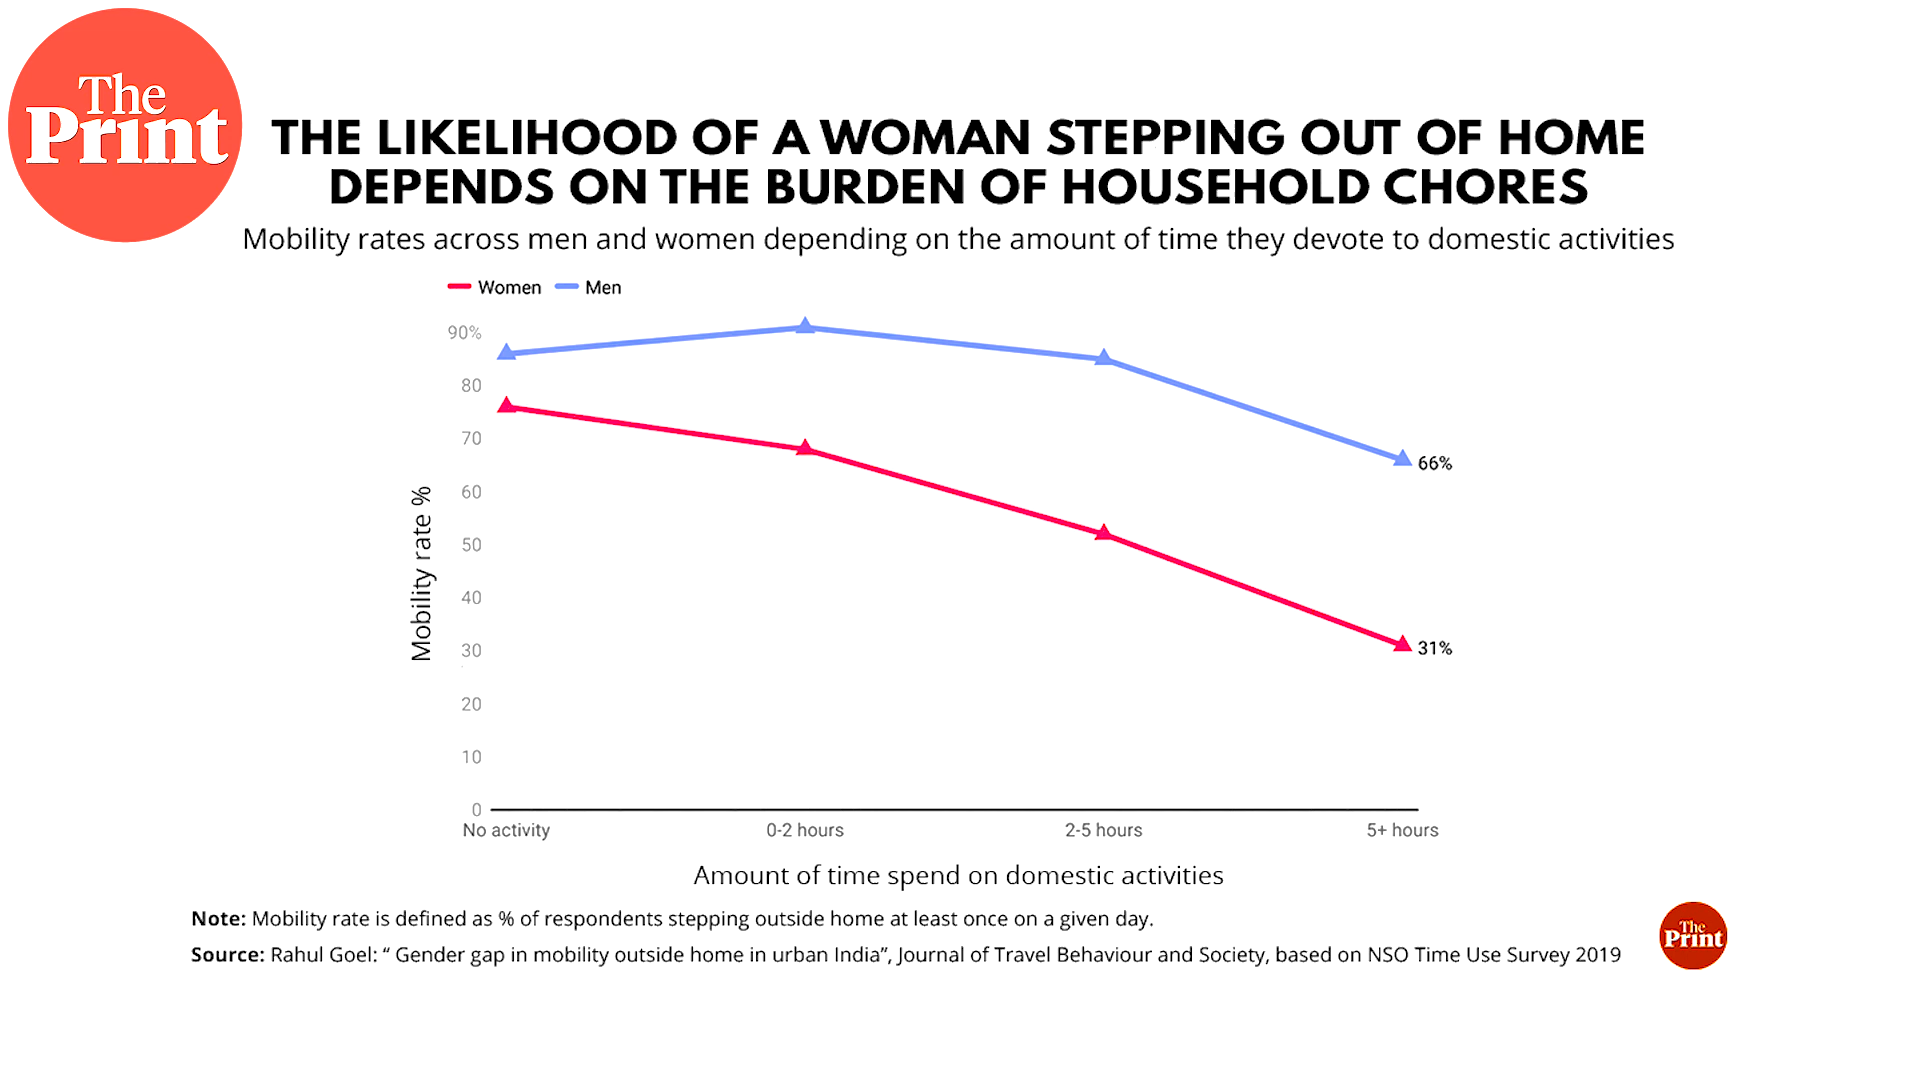 The
Print
THE LIKELIHOOD OF A WOMAN STEPPING OUT OF HOME
DEPENDS ON THE BURDEN OF HOUSEHOLD CHORES
Mobility rates across men and women depending on the amount of time they devote to domestic activities
Women Men
90%
80
70
60
50
40
30
20
10
0
Mobility rate %
66%
31%
No activity 0-2 hours 2-5 hours 5+ hours
Amount of time spend on domestic activities
Note: Mobility rate is defined as % of respondents stepping outside home at least once on a given day.
Source: Rahul Goel: “ Gender gap in mobility outside home in urban India”, Journal of Travel Behaviour and Society, based on NSO Time Use Survey 2019
The
Print